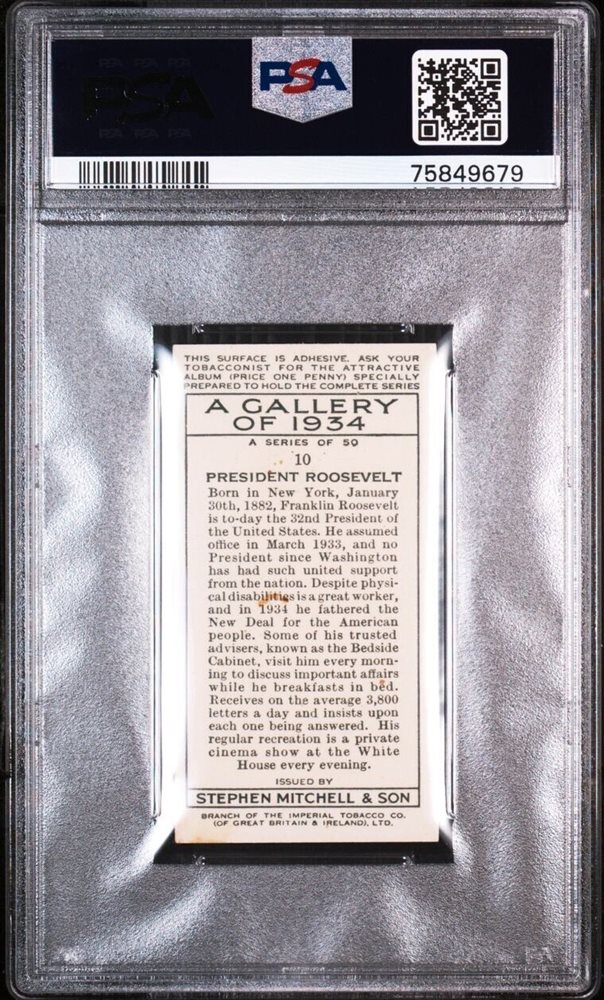 PSA
PSA
75849679
THIS SURFACE IS ADHESIVE. ASK YOUR
TOBACCONIST FOR THE ATTRACTIVE
ALBUM (PRICE ONE PENNY) SPECIALLY
PREPARED TO HOLD THE COMPLETE SERIES
A GALLERY
OF 1934
A SERIES OF 50
10
PRESIDENT ROOSEVELT
Born in New York, January
30th, 1882, Franklin Roosevelt
is to-day the 32nd President of
the United States. He assumed
office in March 1933, and no
President since Washington
has had such united support
from the nation. Despite physi-
cal disabilities is a great worker,
and in 1934 he fathered the
New Deal for the American
people. Some of his trusted
advisers, known as the Bedside
Cabinet, visit him every morn-
ing to discuss important affairs
while he breakfasts in bed.
Receives on the average 3,800
letters a day and insists upon
each one being answered. His
regular recreation is a private
cinema show at the White
House every evening.
ISSUED BY
STEPHEN MITCHELL & SON
BRANCH OF THE IMPERIAL TOBACCO CO.
(OF GREAT BRITAIN & IRELAND), LTD.